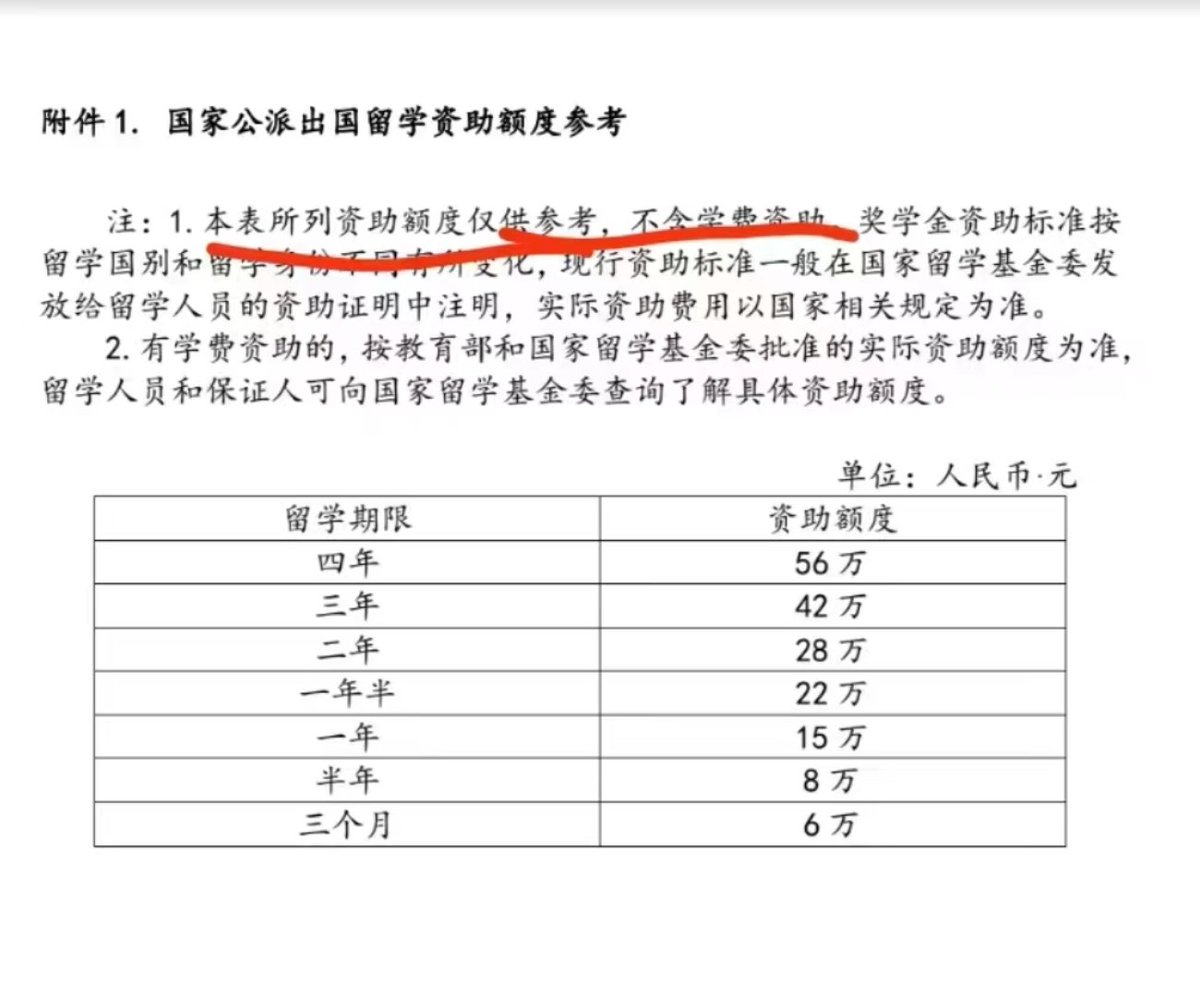 附件1. 国家公派出国留学资助额度参考
注：1.本表所列资助额度仅供参考，不含学费资助。奖学金资助标准按
留学国别和留学身份不同有所变化，现行资助标准一般在国家留学基金委发
放给留学人员的资助证明中注明，实际资助费用以国家相关规定为准。
2.有学费资助的，按教育部和国家留学基金委批准的实际资助额度为准，
留学人员和保证人可向国家留学基金委查询了解具体资助额度。
单位：人民币·元
留学期限 资助额度
四年 56万
三年 42万
二年 28万
一年半 22万
一年 15万
半年 8万
三个月 6万